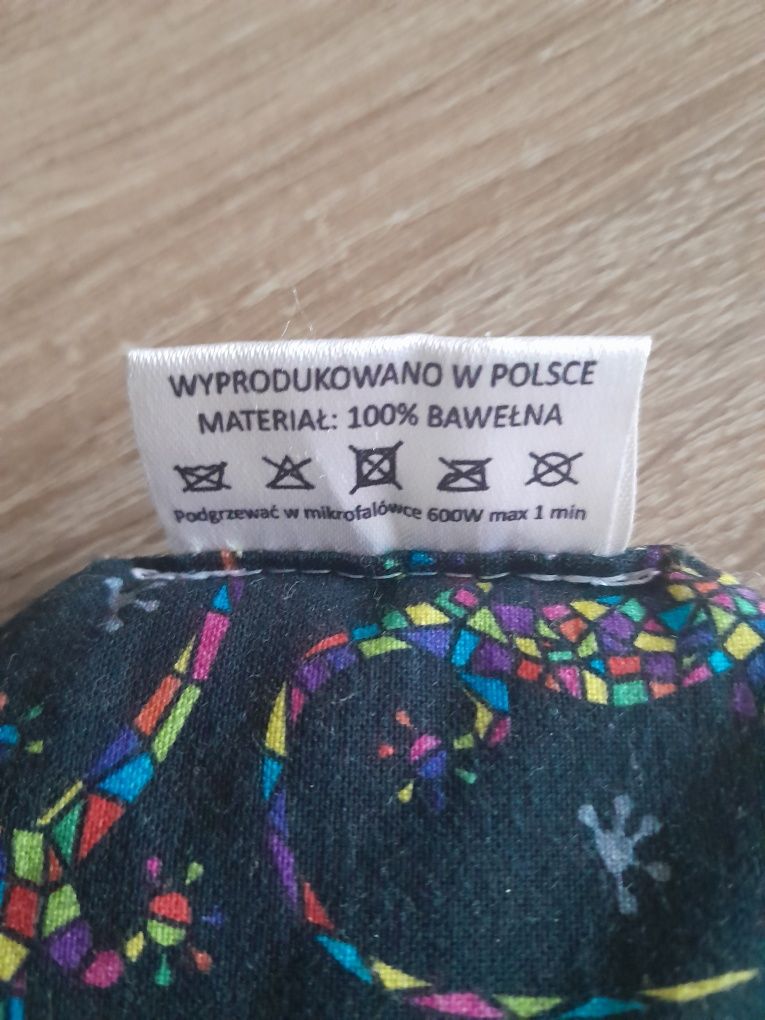 WYPRODUKOWANO W POLSCE
MATERIAŁ: 100% BAWEŁNA
Podgrzewać w mikrofalówce 600W max 1 min